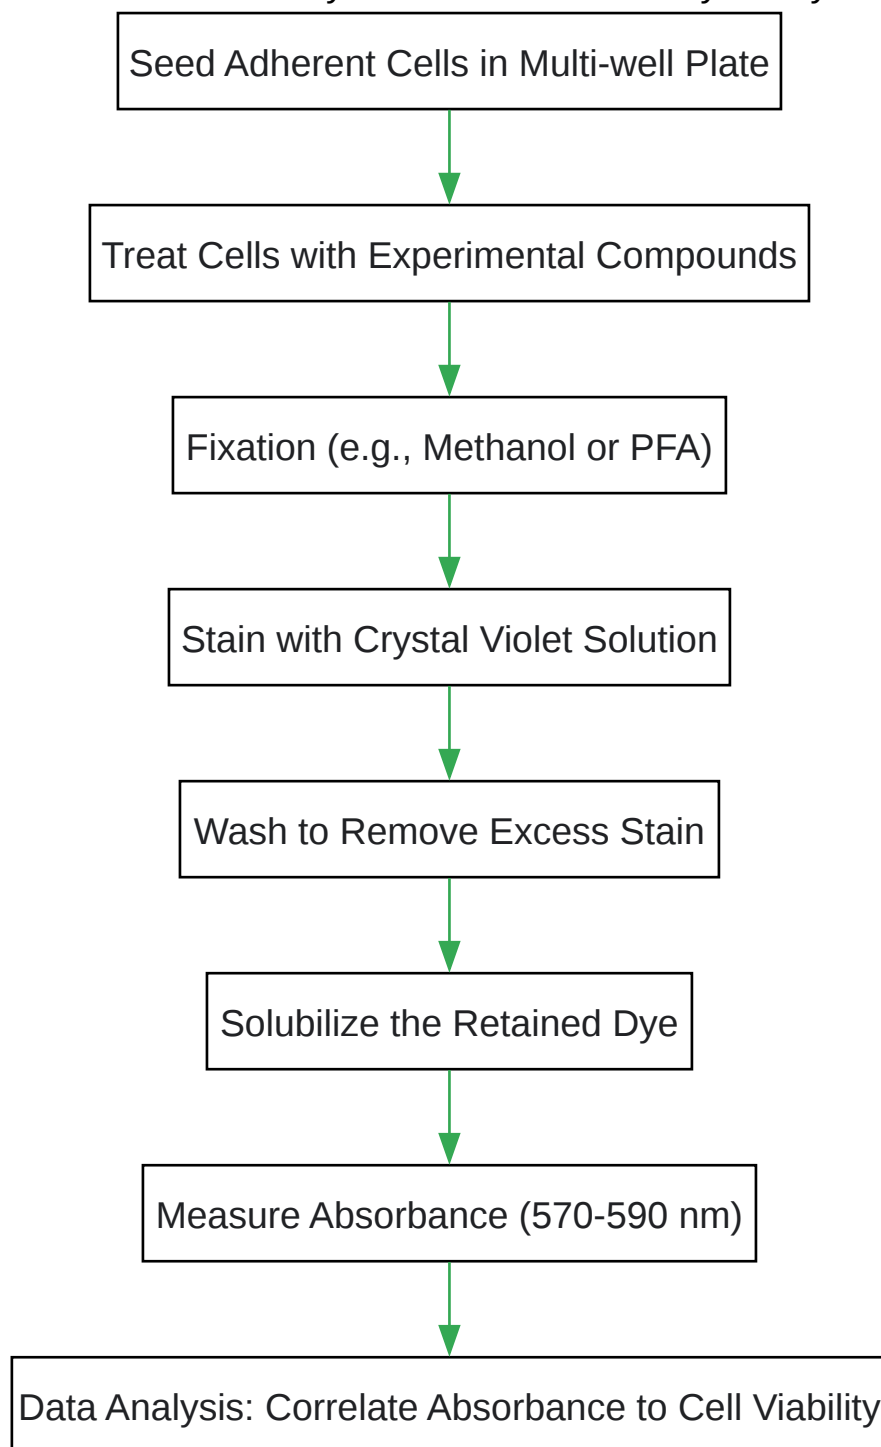 Seed Adherent Cells in Multi-well Plate
Treat Cells with Experimental Compounds
Fixation (e.g., Methanol or PFA)
Stain with Crystal Violet Solution
Wash to Remove Excess Stain
Solubilize the Retained Dye
Measure Absorbance (570-590 nm)
Data Analysis: Correlate Absorbance to Cell Viability